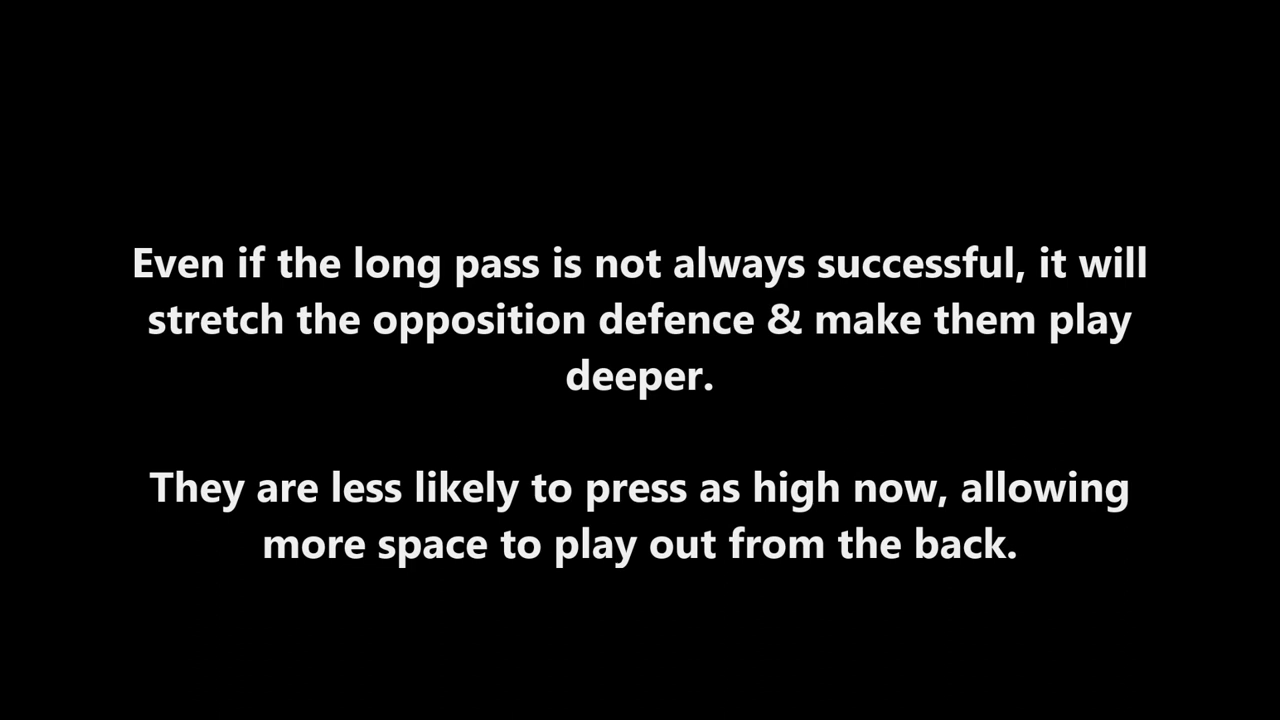 Even if the long pass is not always successful, it will
stretch the opposition defence & make them play
deeper.
They are less likely to press as high now, allowing
more space to play out from the back.